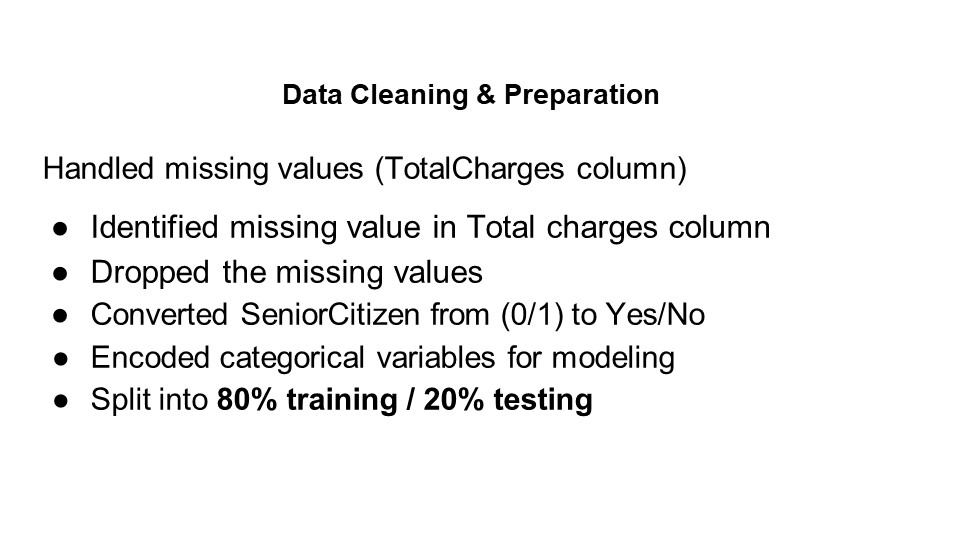 Data Cleaning & Preparation
Handled missing values (TotalCharges column)
● Identified missing value in Total charges column
● Dropped the missing values
● Converted SeniorCitizen from (0/1) to Yes/No
● Encoded categorical variables for modeling
● Split into 80% training / 20% testing